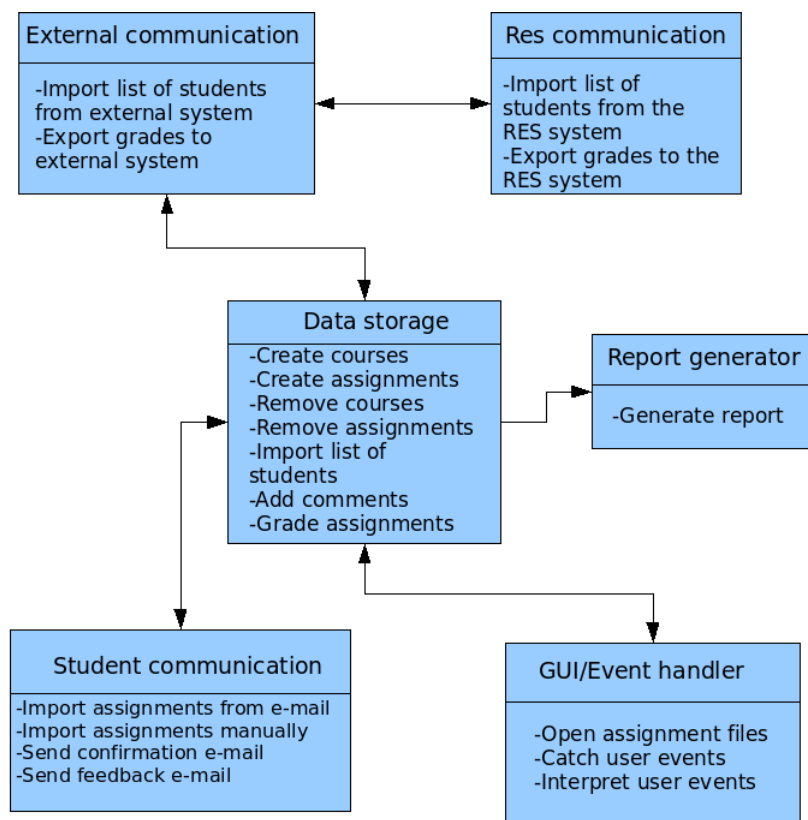 External communication
-Import list of students
from external system
-Export grades to
external system
Res communication
-Import list of
students from the
RES system
-Export grades to the
RES system
Data storage
-Create courses
-Create assignments
-Remove courses
-Remove assignments
-Import list of
students
-Add comments
-Grade assignments
Report generator
-Generate report
Student communication
-Import assignments from e-mail
-Import assignments manually
-Send confirmation e-mail
-Send feedback e-mail
GUI/Event handler
-Open assignment files
-Catch user events
-Interpret user events